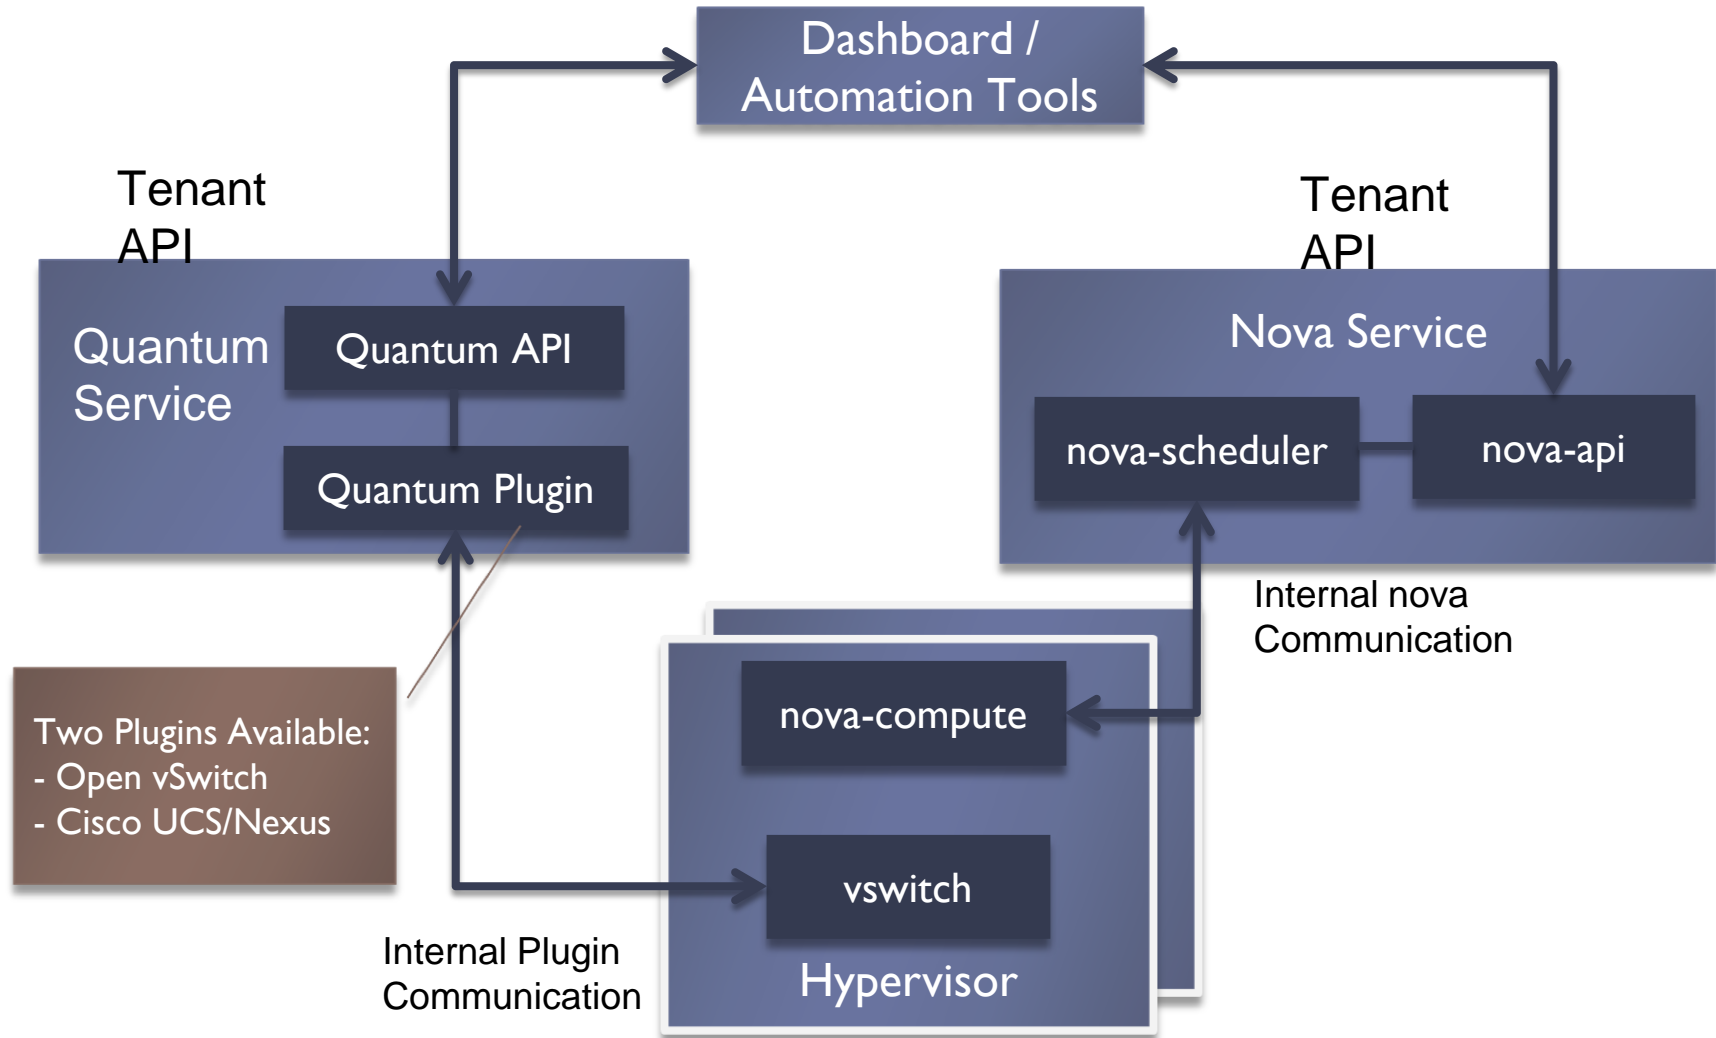 Dashboard /
Automation Tools
Tenant
API
Tenant
API
Quantum
Service
Quantum API
Quantum Plugin
Nova Service
nova-scheduler
nova-api
Internal nova
Communication
Two Plugins Available:
- Open vSwitch
- Cisco UCS/Nexus
nova-compute
vswitch
Hypervisor
Internal Plugin
Communication